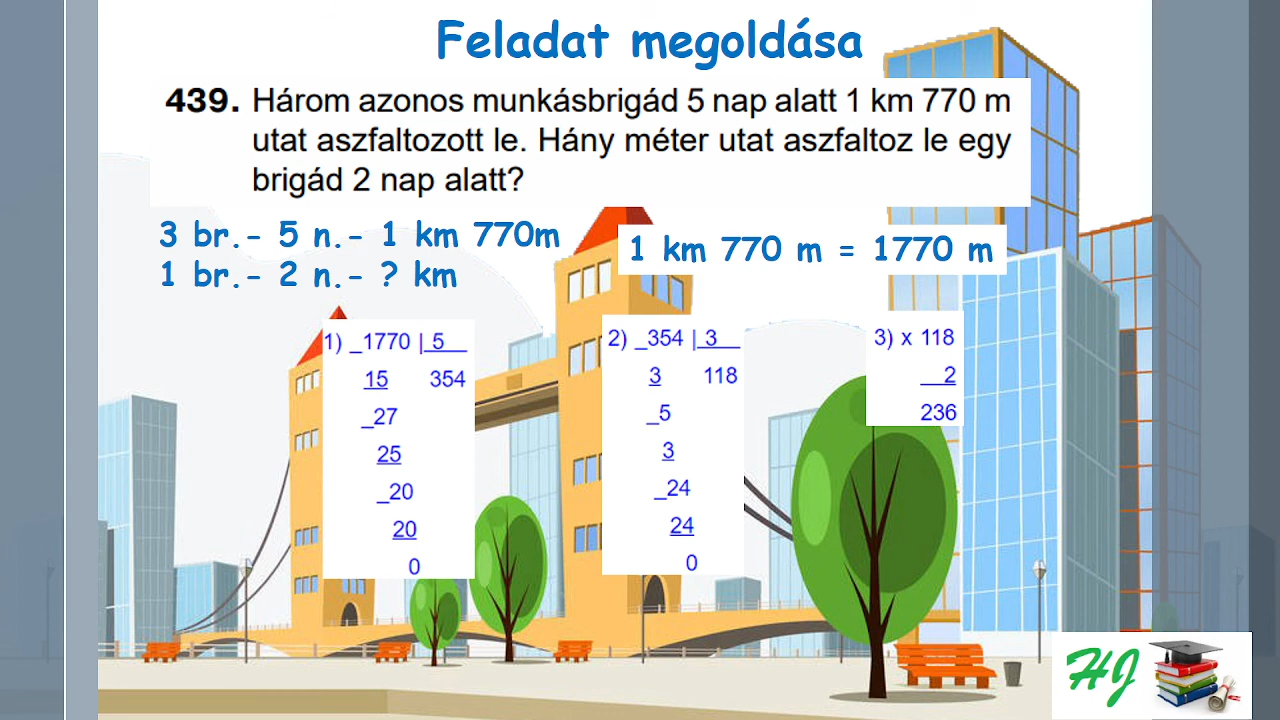 Feladat megoldása
439. Három azonos munkásbrigád 5 nap alatt 1 km 770 m
utat aszfaltozott le. Hány méter utat aszfaltoz le egy
brigád 2 nap alatt?
3 br.- 5 n.- 1 km 770m
1 br.- 2 n.- ? km
1 km 770 m = 1770 m
1) _1770 | 5
15 354
_27
25
_20
20
0
2) _354 | 3
3 118
_5
3
_24
24
0
3) x 118
2
236
HJ